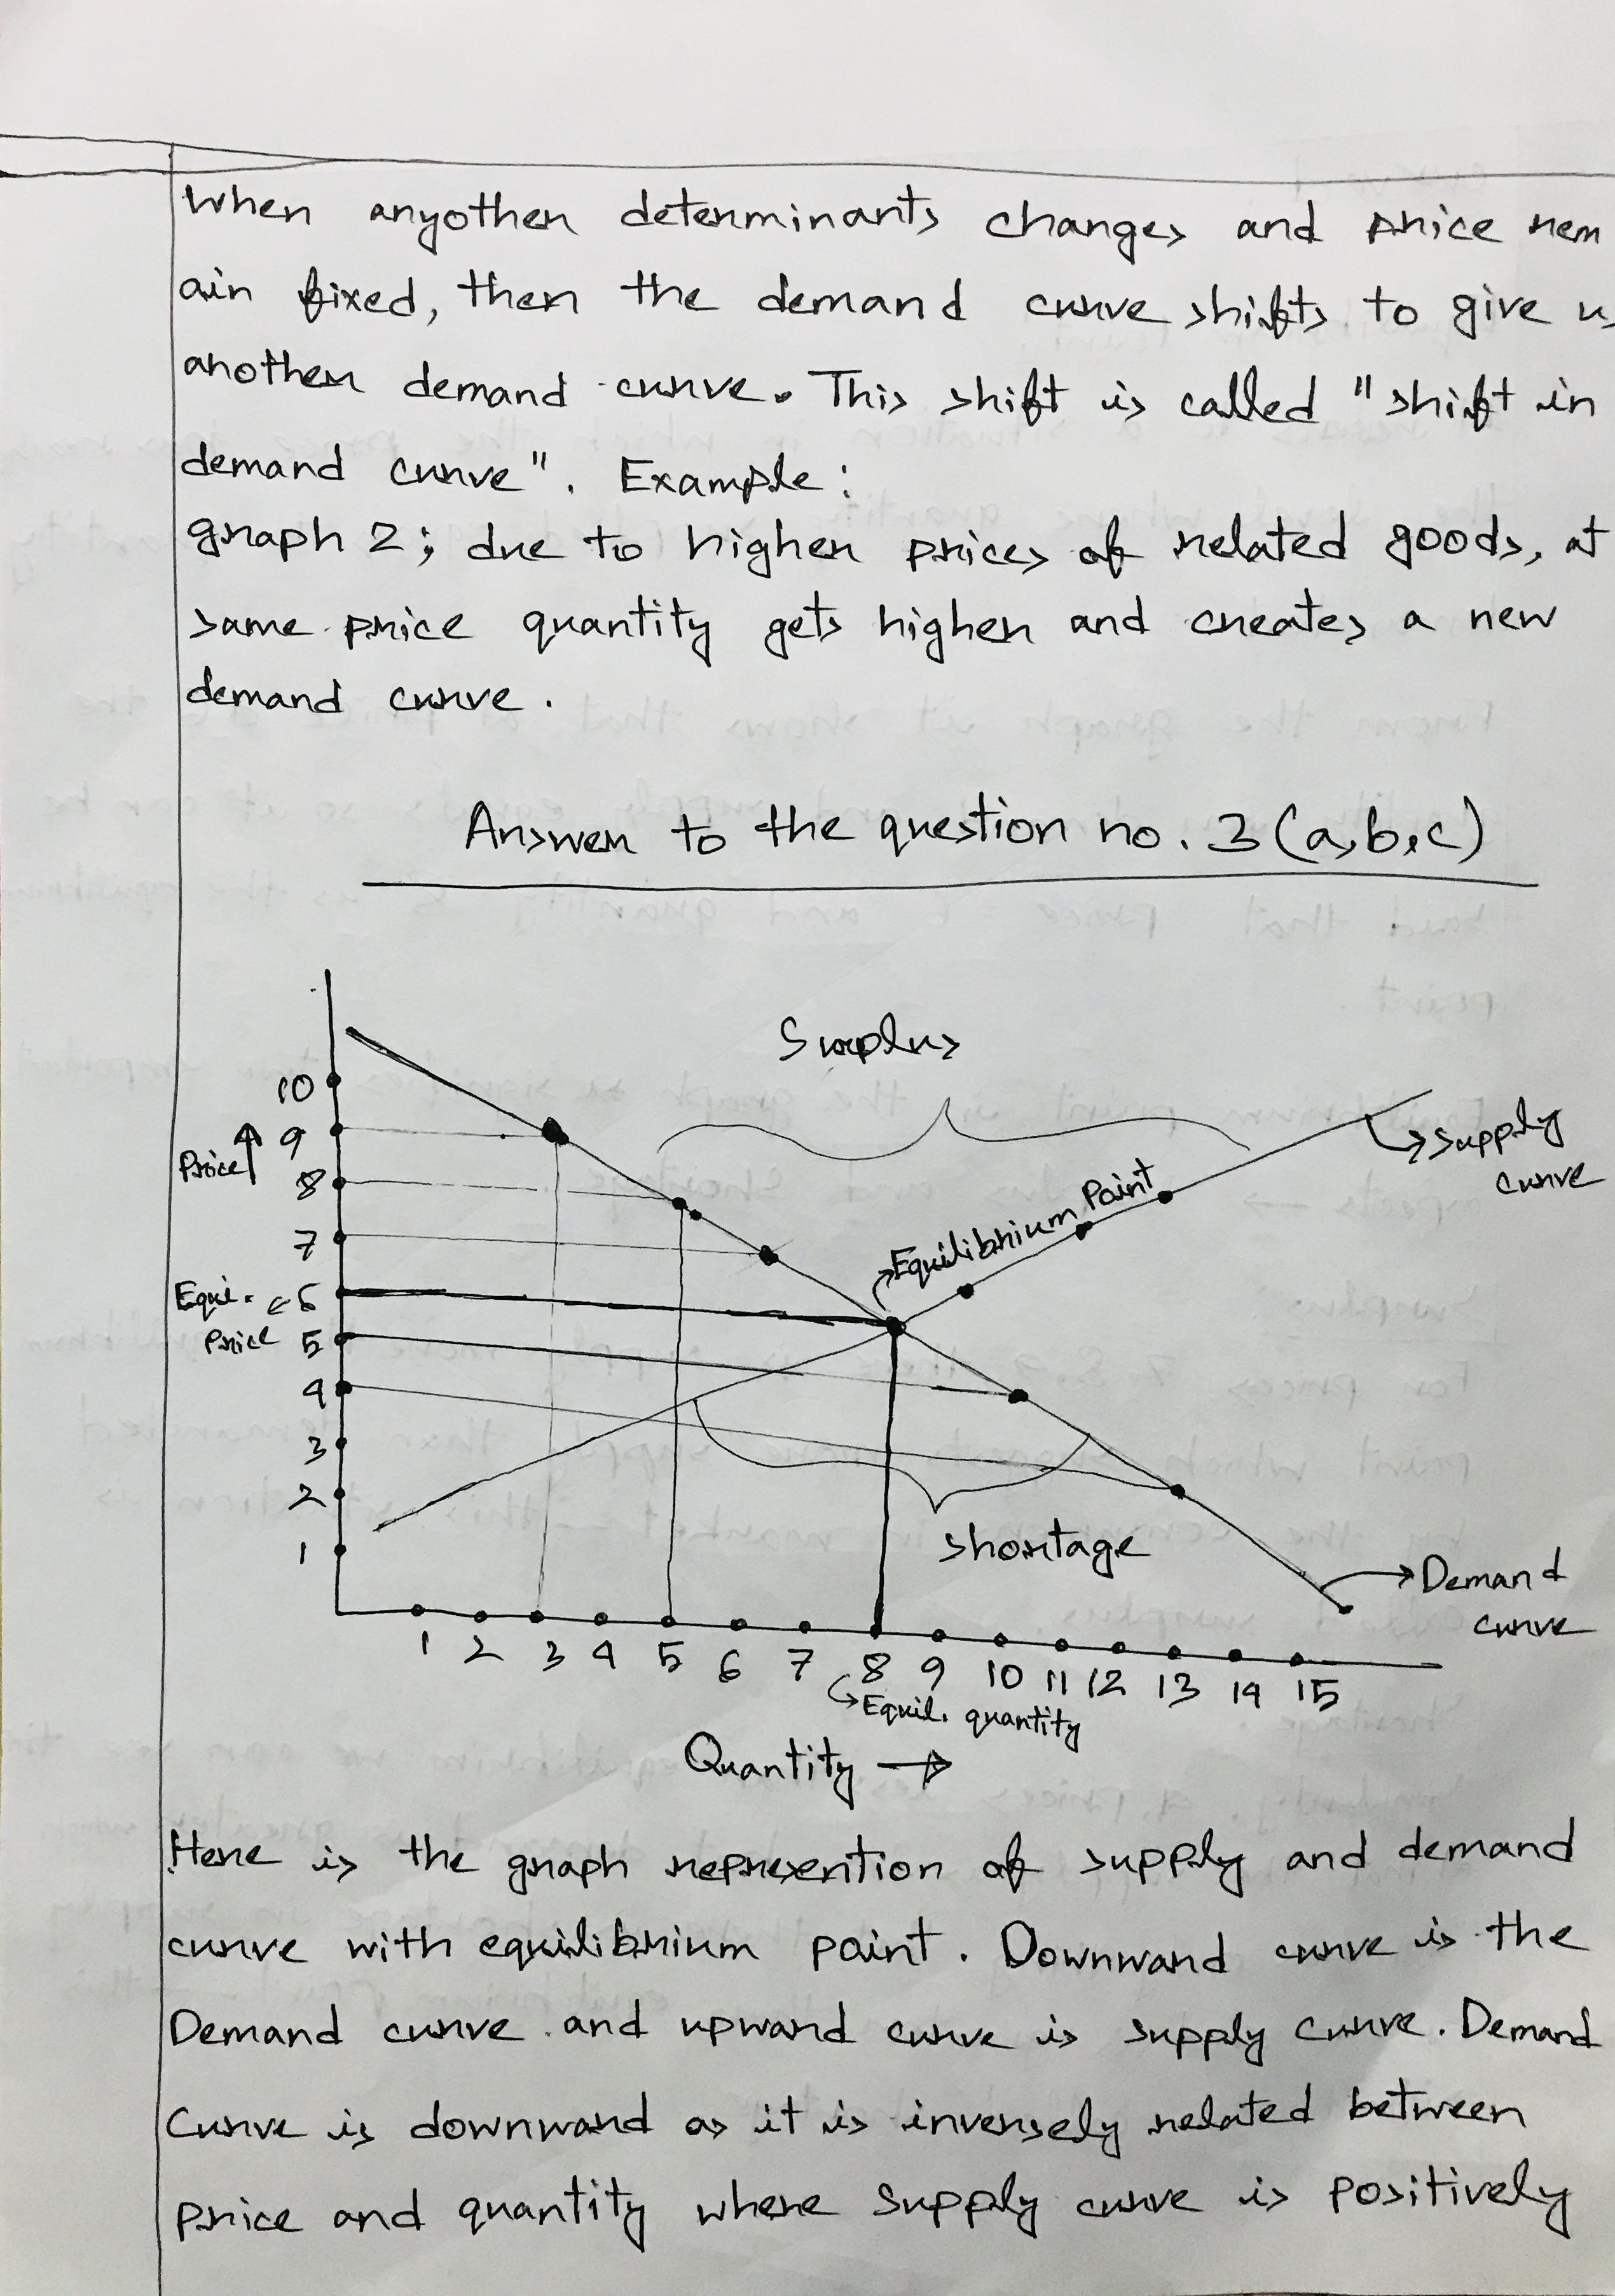 When anyother determinants changes and price rem
ain fixed, then the demand curve shifts to give us
another demand curve. This shift is called "shift in
demand curve". Example:
graph 2; due to higher prices of related goods, at
same price quantity gets higher and creates a new
demand curve.
Answer to the question no. 3 (a,b,c)
Surplus
10
9
Price
8
7
Equi. 6
Price 5
4
3
2
1
Supply
curve
Equilibrium Point
Shortage
Demand
curve
1 2 3 4 5 6 7 8 9 10 11 12 13 14 15
Equil. quantity
Quantity →
Here is the graph represention of supply and demand
curve with equilibrium point. Downward curve is the
Demand curve and upward curve is supply curve. Demand
Curve is downward as it is inversely related between
price and quantity where supply curve is positively